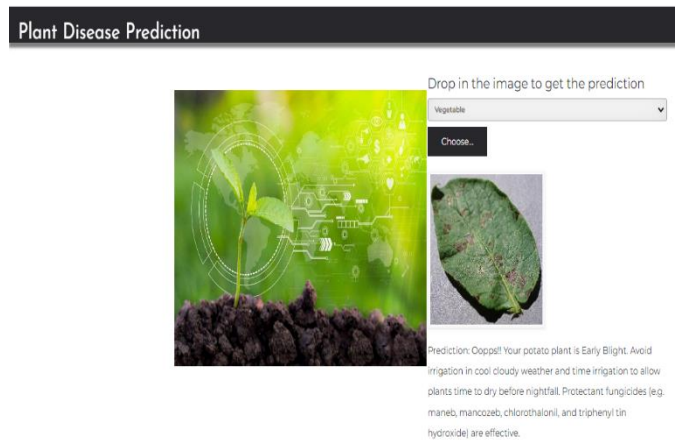 Plant Disease Prediction
Drop in the image to get the prediction
Vegetable
Choose...
Prediction: Oopps!! Your potato plant is Early Blight. Avoid
irrigation in cool cloudy weather and time irrigation to allow
plants time to dry before nightfall. Protectant fungicides (e.g.
maneb, mancozeb, chlorothalonil, and triphenyl tin
hydroxide) are effective.